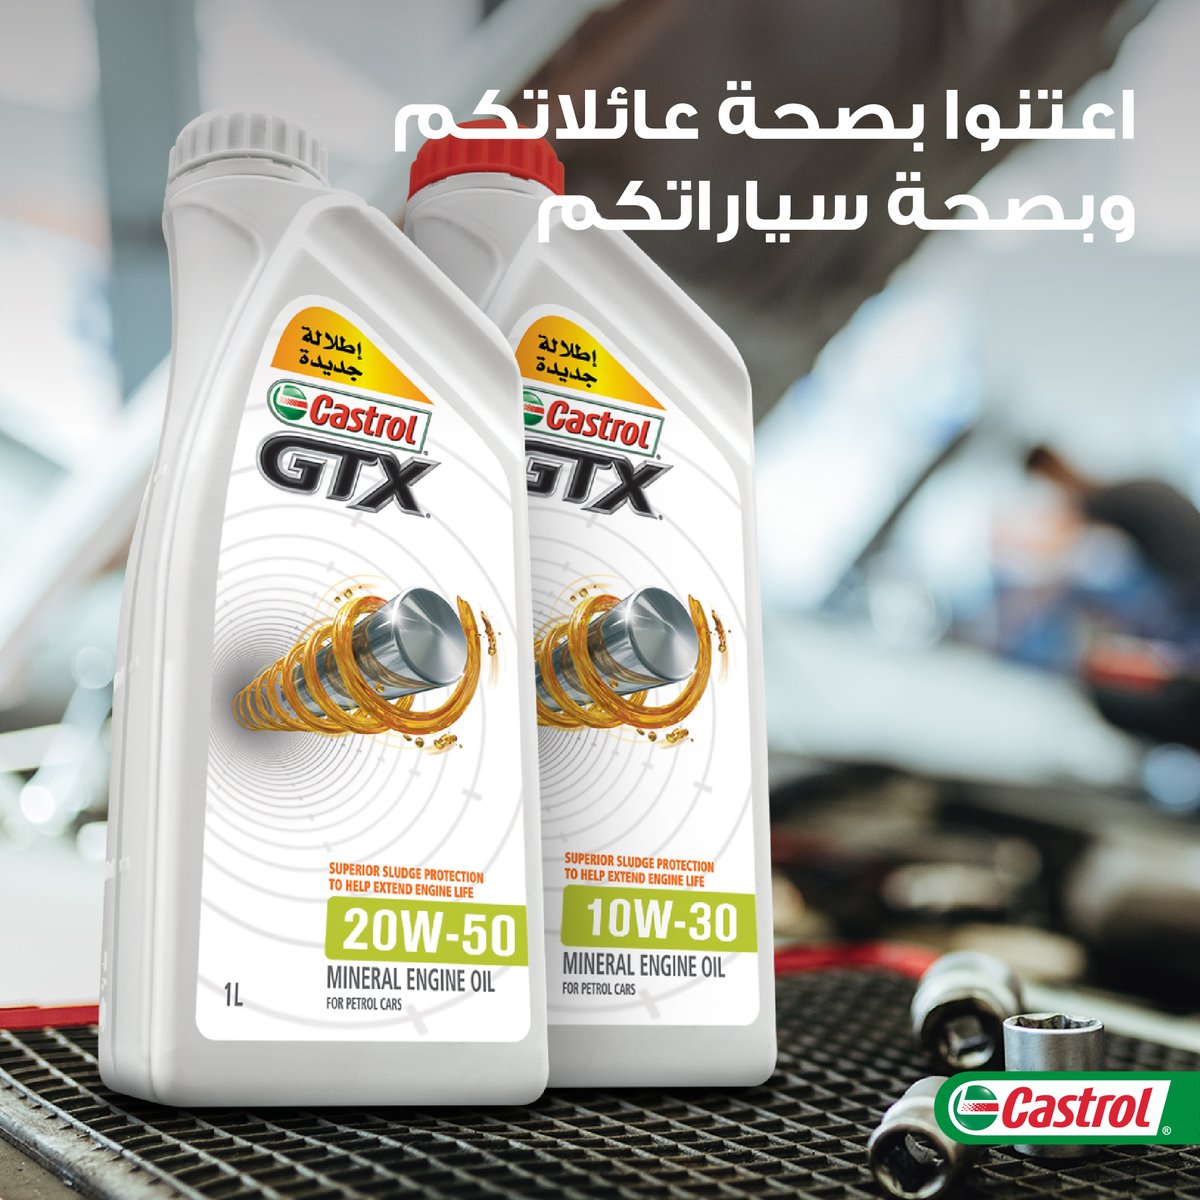 اعتنوا بصحة عائلاتكم
وبصحة سياراتكم
إطلالة
جديدة
Castrol
GTX
SUPERIOR SLUDGE PROTECTION
TO HELP EXTEND ENGINE LIFE
20W-50
MINERAL ENGINE OIL
FOR PETROL CARS
1L
إطلالة
جديدة
Castrol
GTX
SUPERIOR SLUDGE PROTECTION
TO HELP EXTEND ENGINE LIFE
10W-30
MINERAL ENGINE OIL
FOR PETROL CARS
Castrol